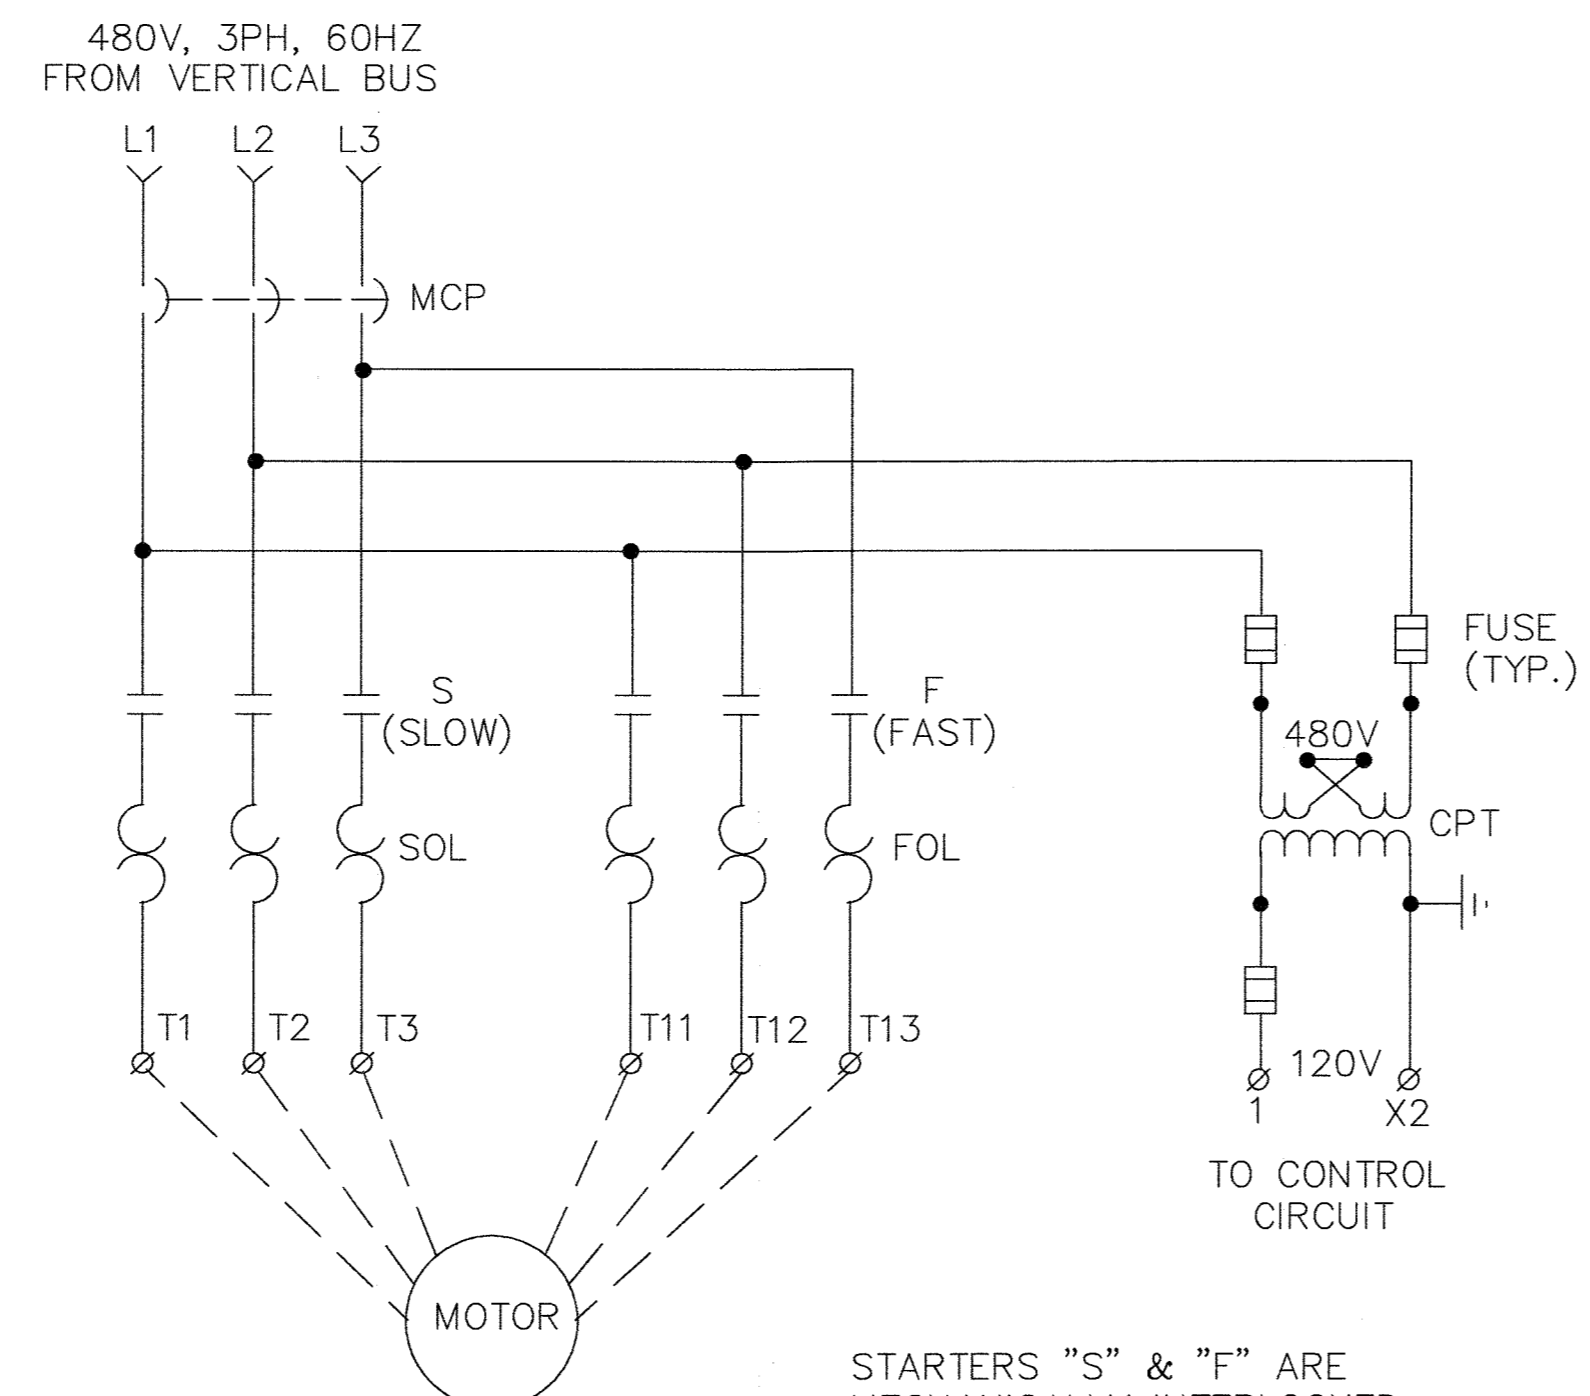 480V, 3PH, 60HZ
FROM VERTICAL BUS
L1 L2 L3
MCP
FUSE
(TYP.)
S
(SLOW)
F
(FAST)
480V
CPT
SOL
FOL
T1 T2 T3 T11 T12 T13
120V
1 X2
TO CONTROL
CIRCUIT
MOTOR
STARTERS "S" & "F" ARE